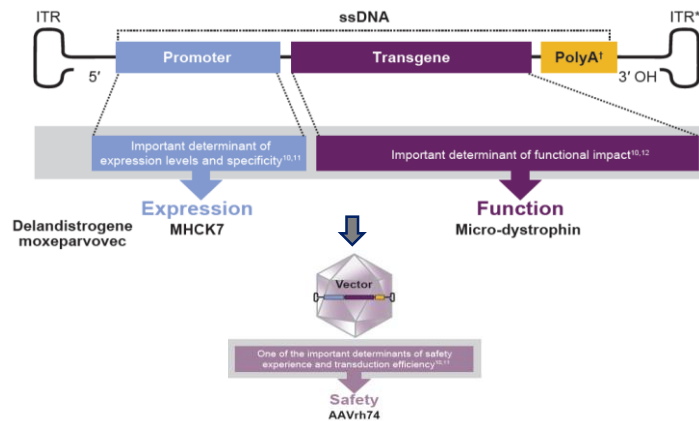 ITR
ssDNA
ITR*
Promoter
Transgene
PolyA†
5′
3′ OH
Important determinant of
expression levels and specificity10,11
Important determinant of functional impact10,12
Expression
Function
Delandistrogene
moxeparvovec
MHCK7
Micro-dystrophin
Vector
One of the important determinants of safety
experience and transduction efficiency10,11
Safety
AAVrh74